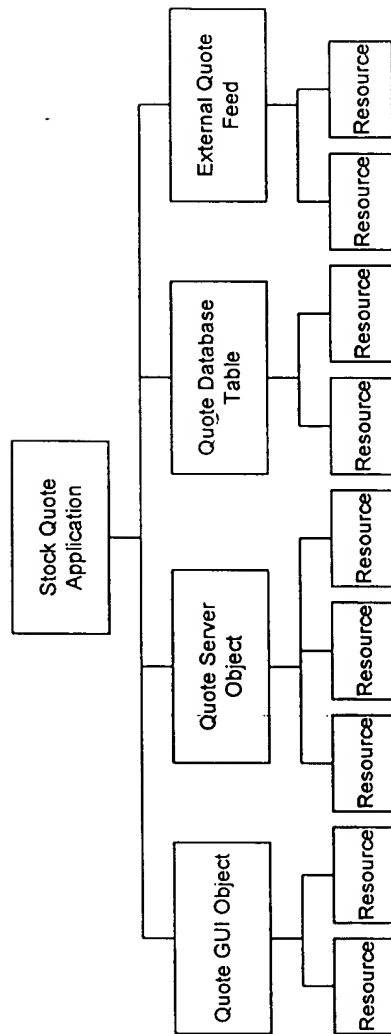 Stock Quote
Application
Quote GUI Object
Quote Server
Object
Quote Database
Table
External Quote
Feed
Resource
Resource
Resource
Resource
Resource
Resource
Resource
Resource
Resource